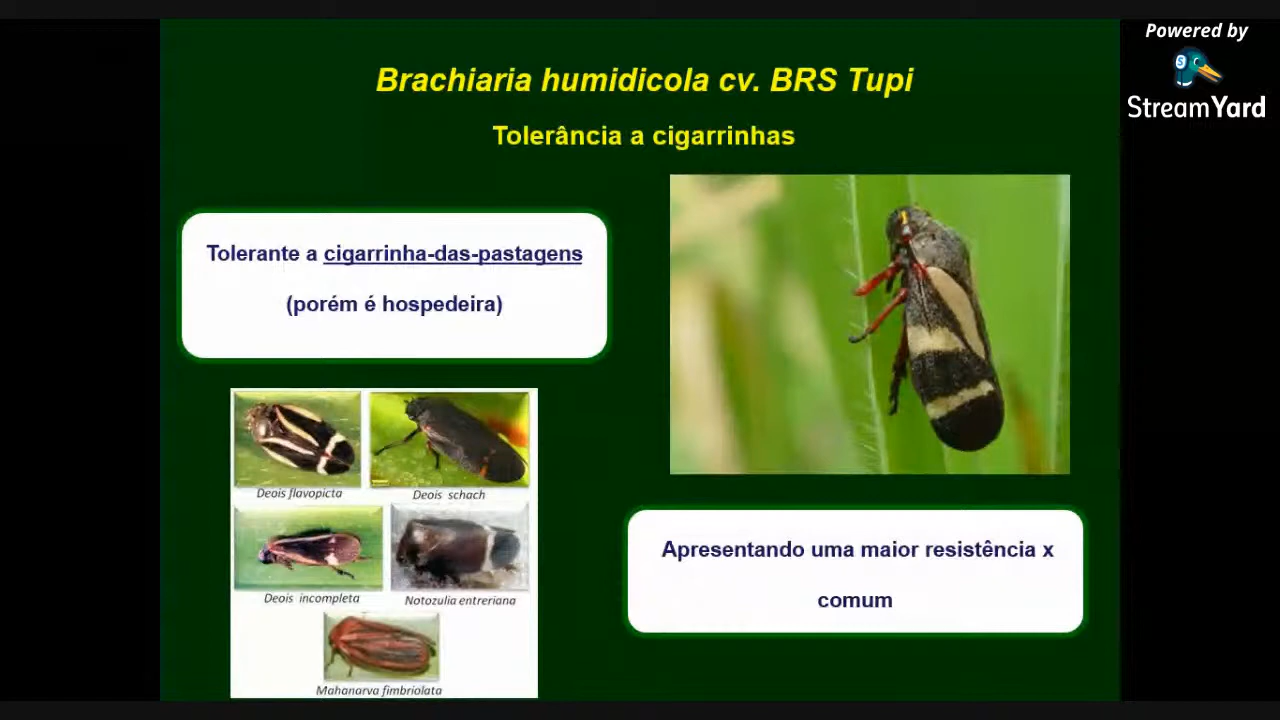 Powered by
StreamYard
Brachiaria humidicola cv. BRS Tupi
Tolerância a cigarrinhas
Tolerante a cigarrinha-das-pastagens
(porém é hospedeira)
Deois flavopicta
Deois schach
Deois incompleta
Notozulia entreriana
Mahanarva fimbriolata
Apresentando uma maior resistência x
comum